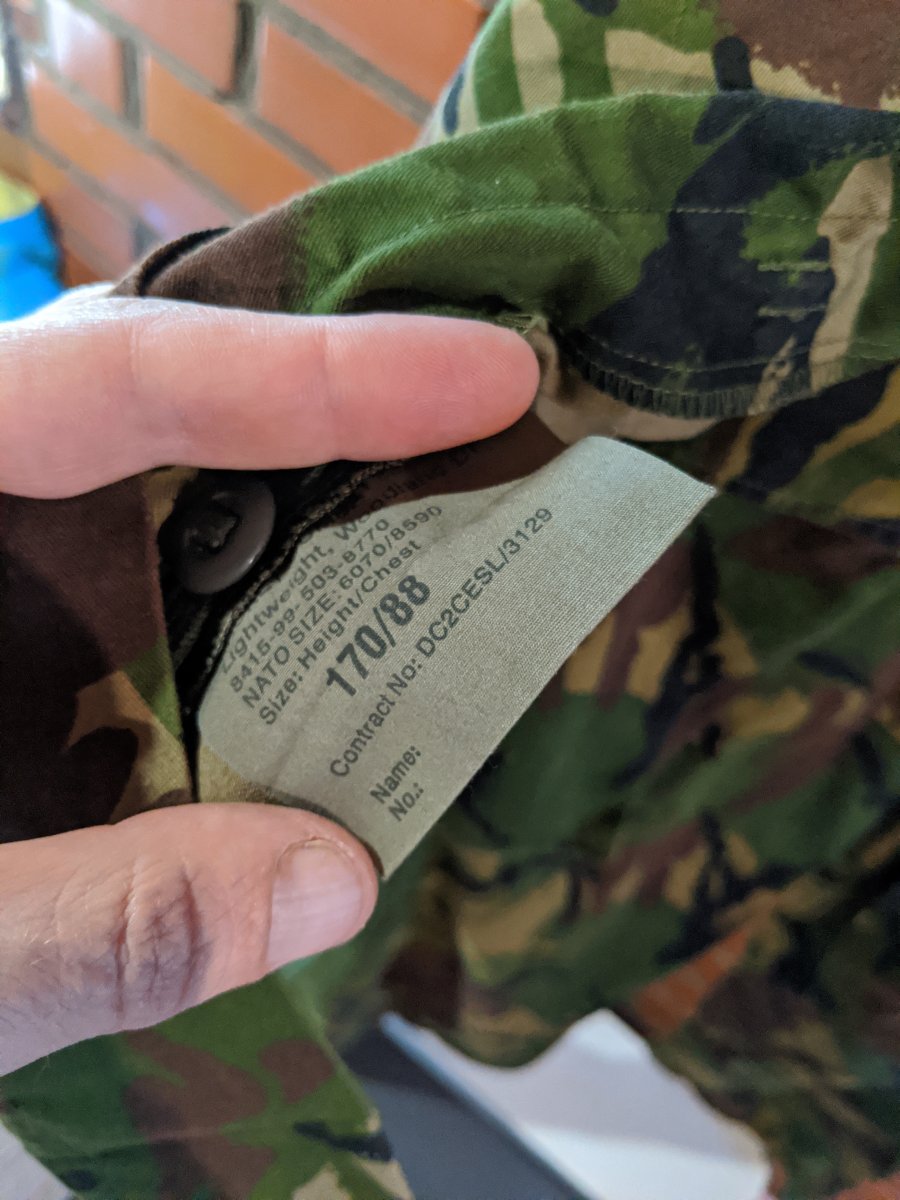 Lightweight, Woodland
8415-99-503-8770
NATO SIZE: 6070/8590
Size: Height/Chest
170/88
Contract No: DC2CESL/3129
Name:
No.: